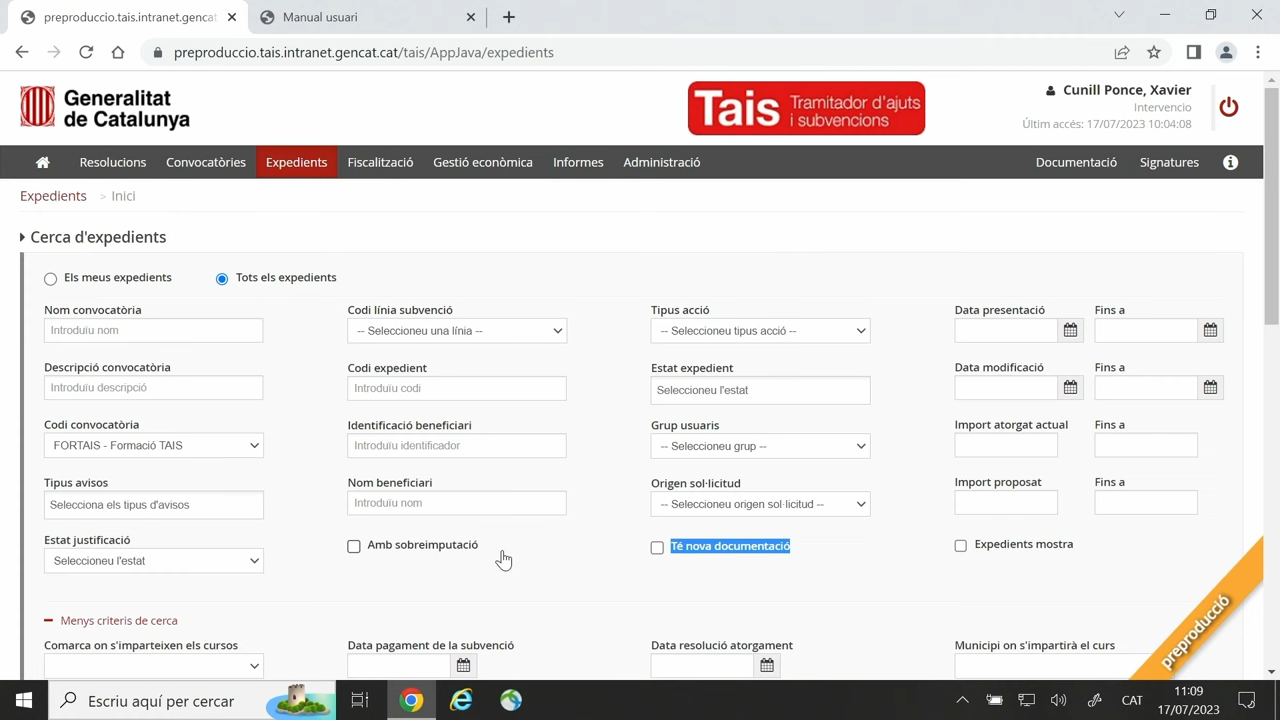 preproduccio.tais.intranet.gencat
Manual usuari
preproduccio.tais.intranet.gencat.cat/tais/AppJava/expedients
Generalitat
de Catalunya
Tais Tramitador d'ajuts
i subvencions
Cunill Ponce, Xavier
Intervencio
Últim accés: 17/07/2023 10:04:08
Resolucions Convocatòries Expedients Fiscalització Gestió econòmica Informes Administració Documentació Signatures
Expedients > Inici
Cerca d'expedients
Els meus expedients Tots els expedients
Nom convocatòria Codi línia subvenció Tipus acció Data presentació Fins a
Introduïu nom -- Seleccioneu una línia -- -- Seleccioneu tipus acció --
Descripció convocatòria Codi expedient Estat expedient Data modificació Fins a
Introduïu descripció Introduïu codi Seleccioneu l'estat
Codi convocatòria Identificació beneficiari Grup usuaris Import atorgat actual Fins a
FORTAIS - Formació TAIS Introduïu identificador -- Seleccioneu grup --
Tipus avisos Nom beneficiari Origen sol·licitud Import proposat Fins a
Selecciona els tipus d'avisos Introduïu nom -- Seleccioneu origen sol·licitud --
Estat justificació Amb sobreimputació Té nova documentació Expedients mostra
Seleccioneu l'estat
Menys criteris de cerca
Comarca on s'imparteixen els cursos Data pagament de la subvenció Data resolució atorgament Municipi on s'impartirà el curs
preproducció
Escriu aquí per cercar
CAT
11:09
17/07/2023